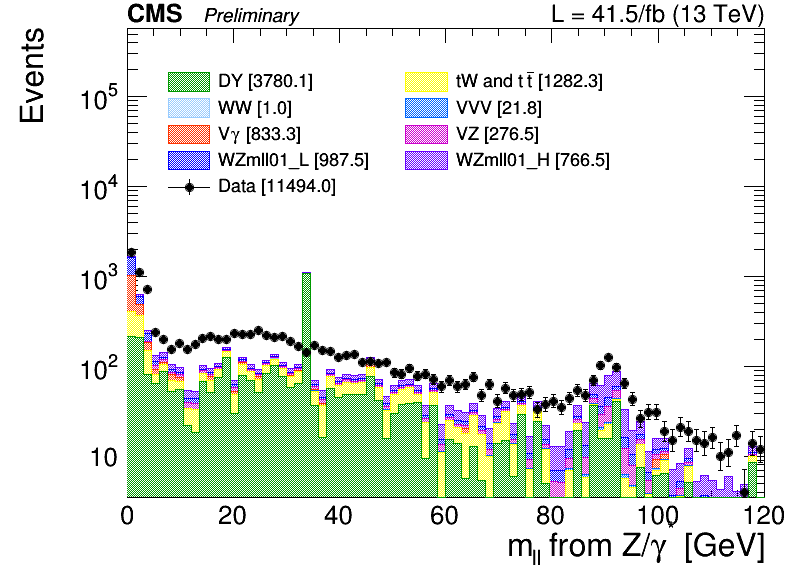 CMS Preliminary L = 41.5/fb (13 TeV)
Events
DY [3780.1] tW and tt̅ [1282.3]
WW [1.0] VVV [21.8]
Vγ [833.3] VZ [276.5]
WZmll01_L [987.5] WZmll01_H [766.5]
Data [11494.0]
10⁵
10⁴
10³
10²
10
0 20 40 60 80 100 120
m_ll from Z/γ* [GeV]